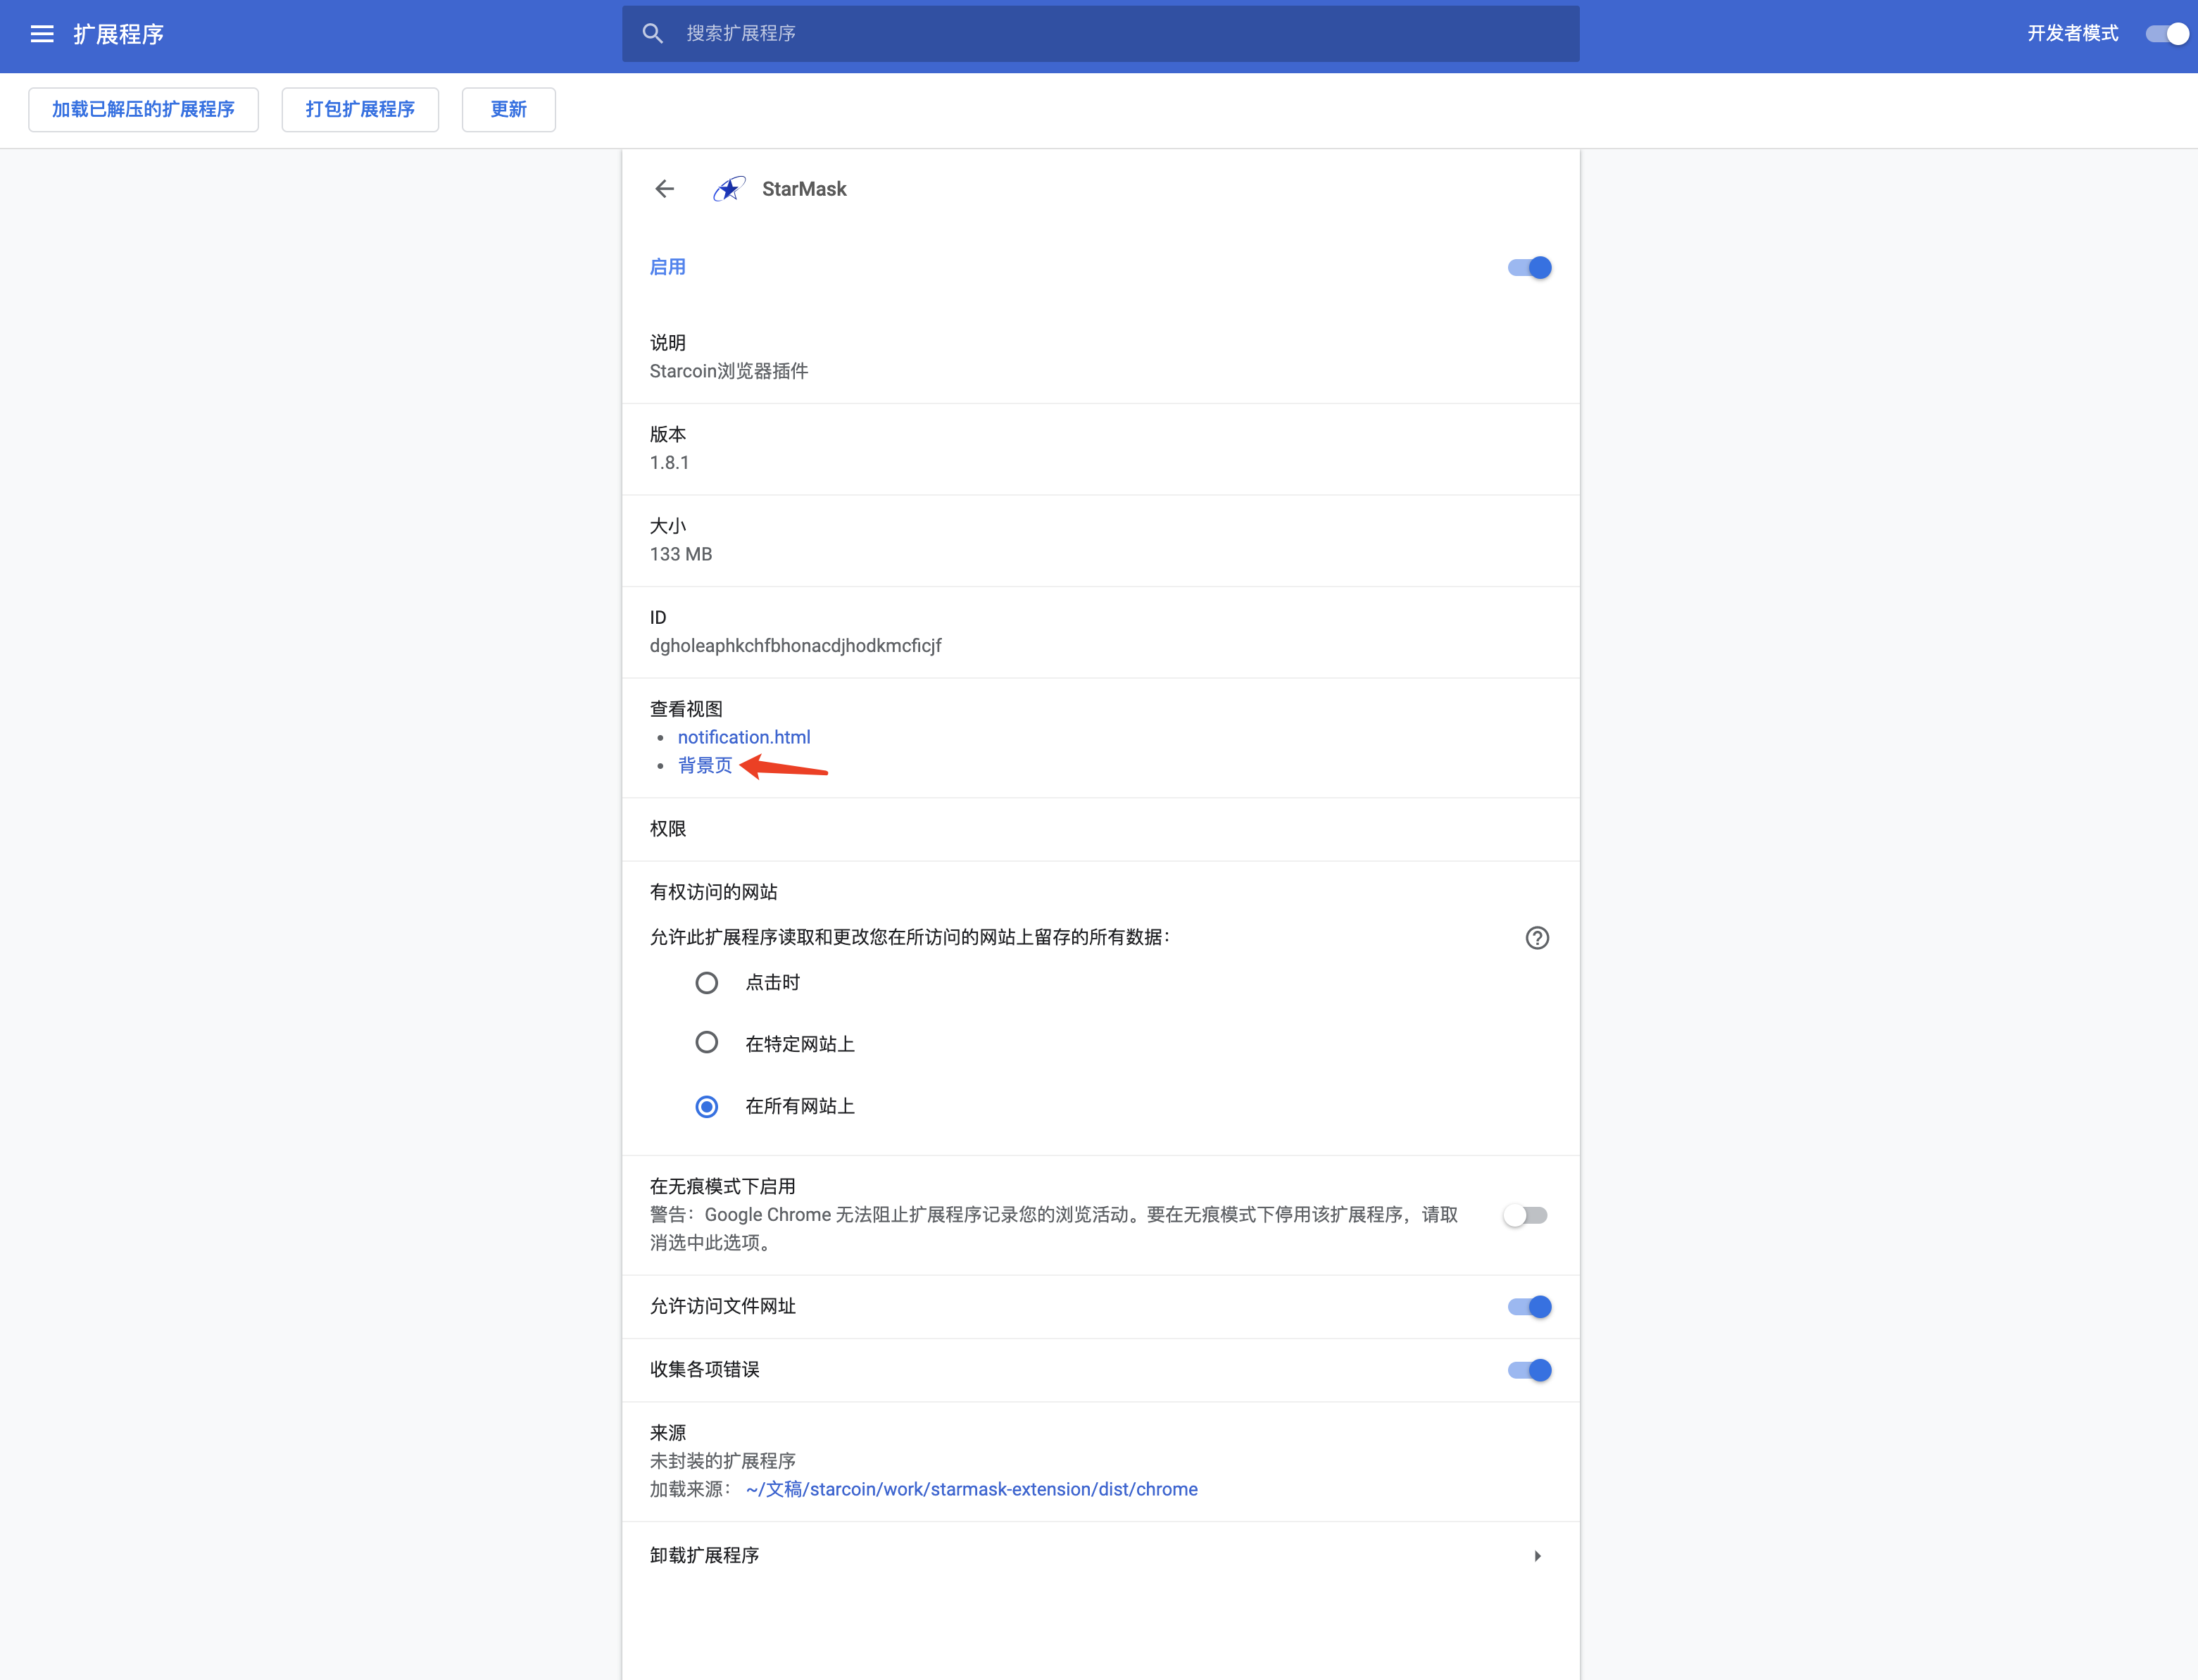 扩展程序
搜索扩展程序
开发者模式
加载已解压的扩展程序
打包扩展程序
更新
StarMask
启用
说明
Starcoin浏览器插件
版本
1.8.1
大小
133 MB
ID
dgholeaphkchfbhonacdjhodkmcficjf
查看视图
notification.html
背景页
权限
有权访问的网站
允许此扩展程序读取和更改您在所访问的网站上留存的所有数据：
点击时
在特定网站上
在所有网站上
在无痕模式下启用
警告：Google Chrome 无法阻止扩展程序记录您的浏览活动。要在无痕模式下停用该扩展程序，请取
消选中此选项。
允许访问文件网址
收集各项错误
来源
未封装的扩展程序
加载来源： ~/文稿/starcoin/work/starmask-extension/dist/chrome
卸载扩展程序